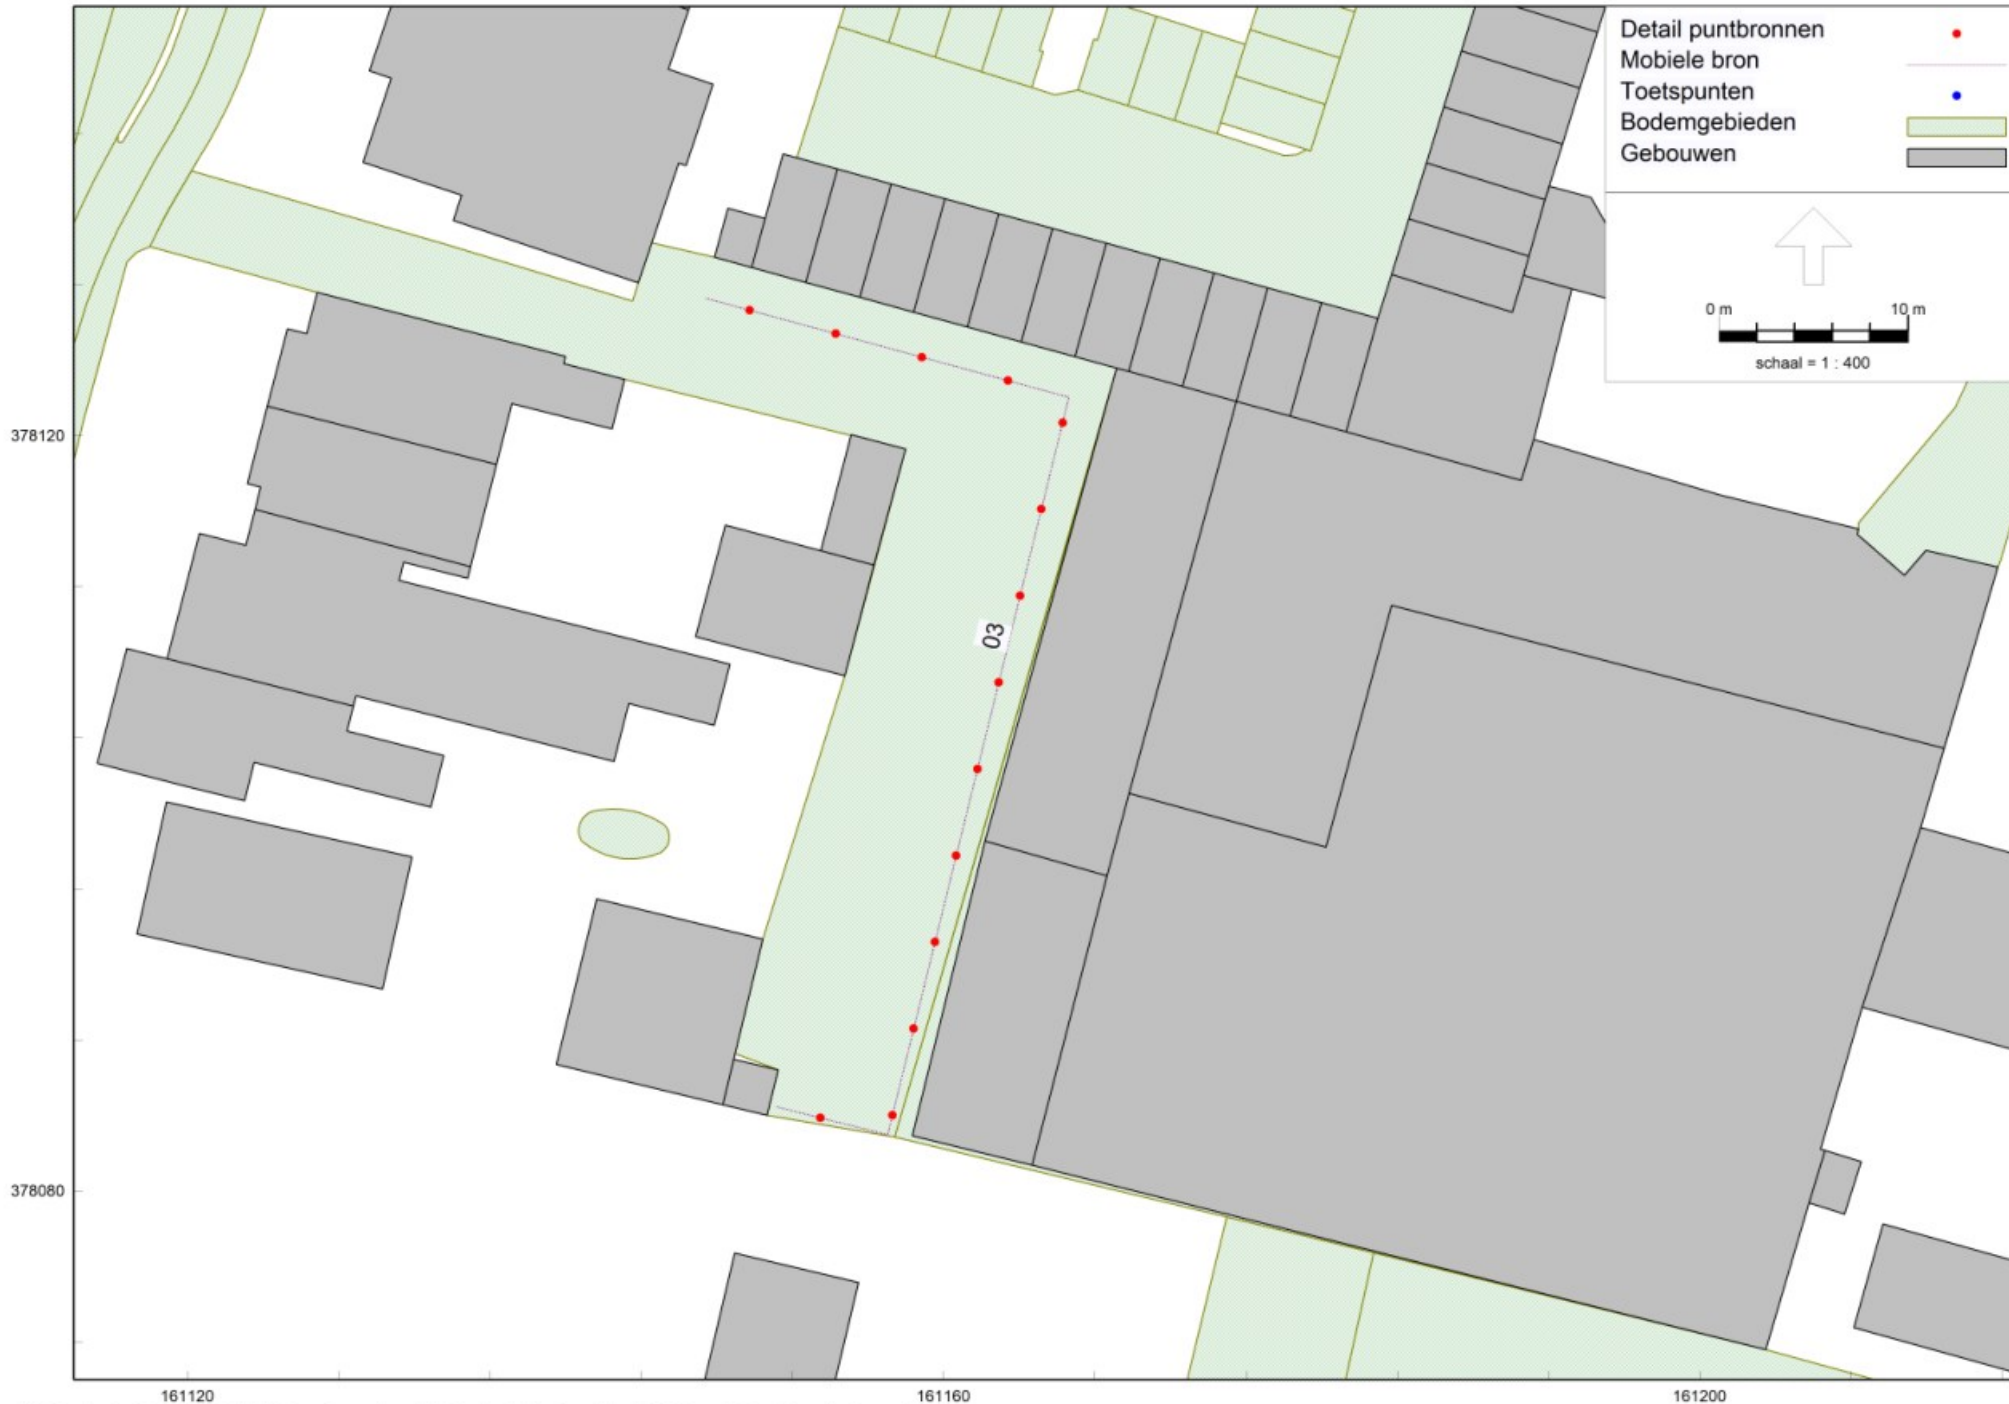 Detail puntbronnen
Mobiele bron
Toetspunten
Bodemgebieden
Gebouwen
0 m 10 m
schaal = 1 : 400
378120
03
378080
161120 161160 161200